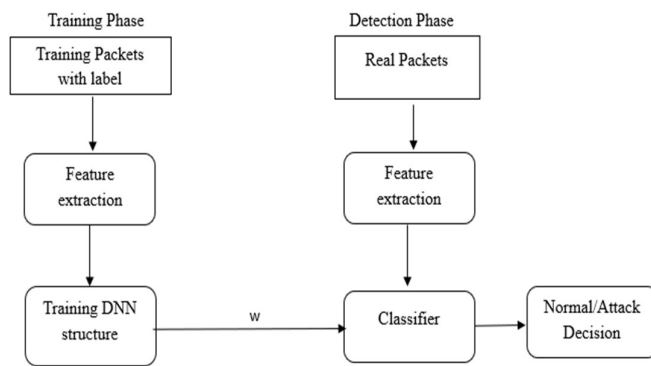 Training Phase
Training Packets
with label
Feature
extraction
Training DNN
structure
w
Detection Phase
Real Packets
Feature
extraction
Classifier
Normal/Attack
Decision